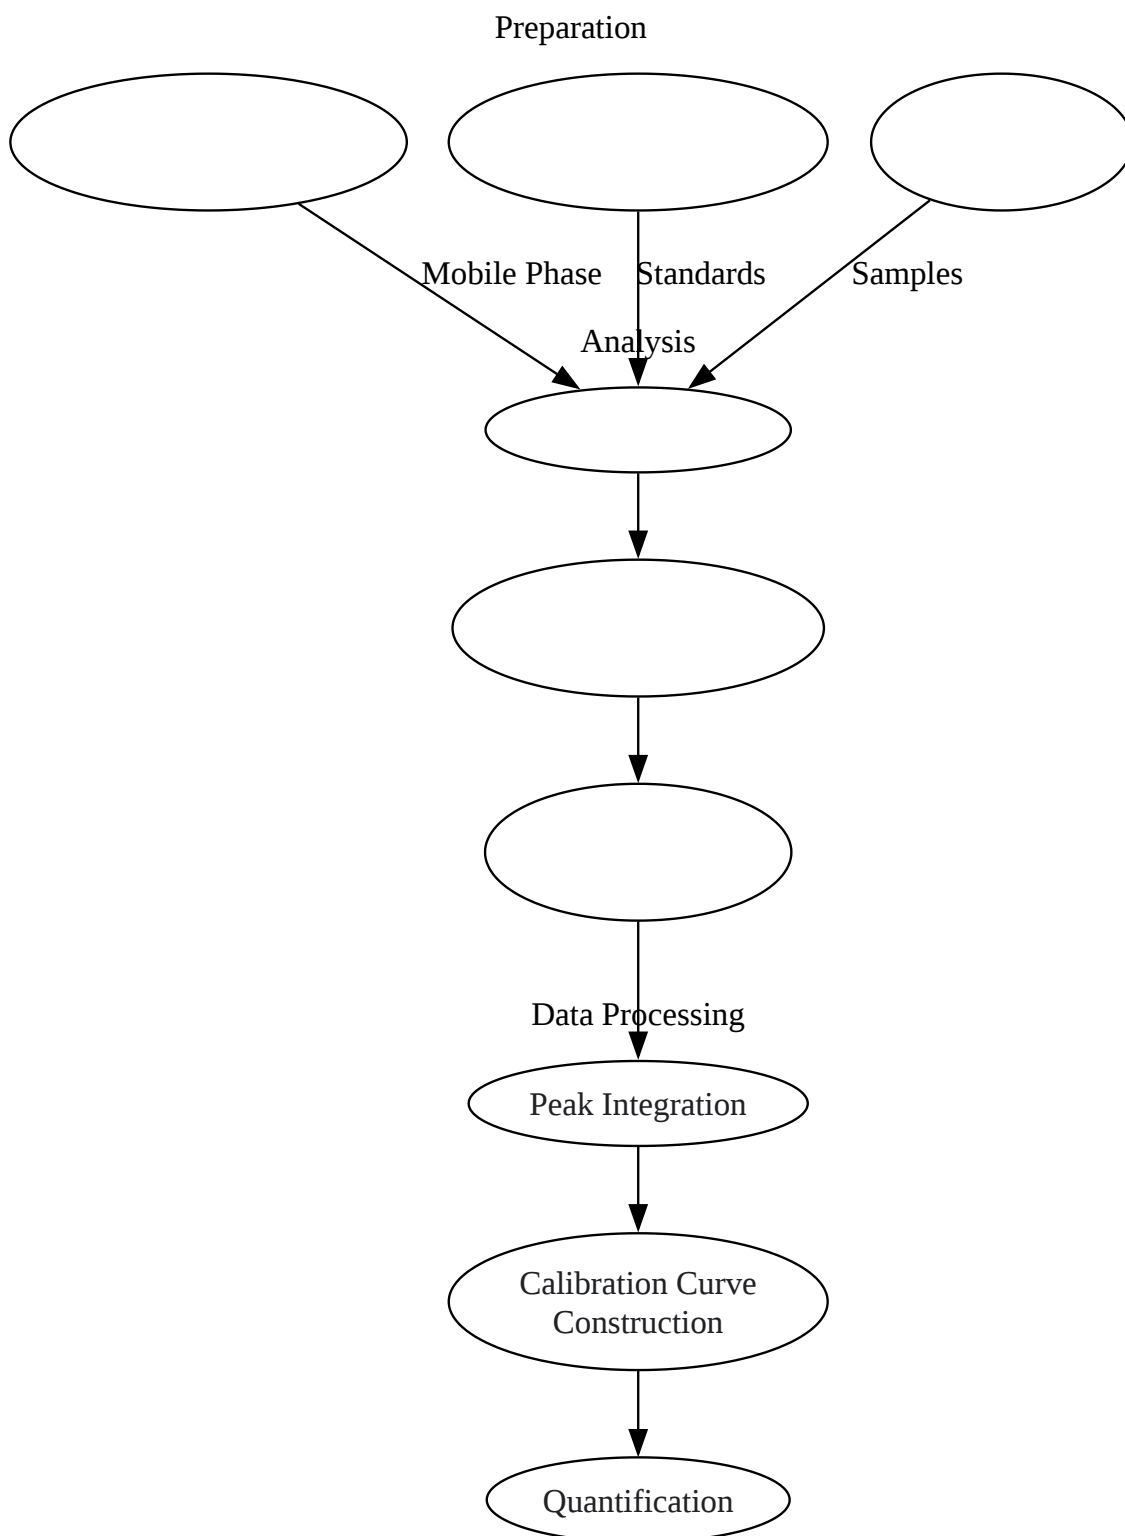 Preparation
Mobile Phase
Standards
Samples
Analysis
Data Processing
Peak Integration
Calibration Curve
Construction
Quantification